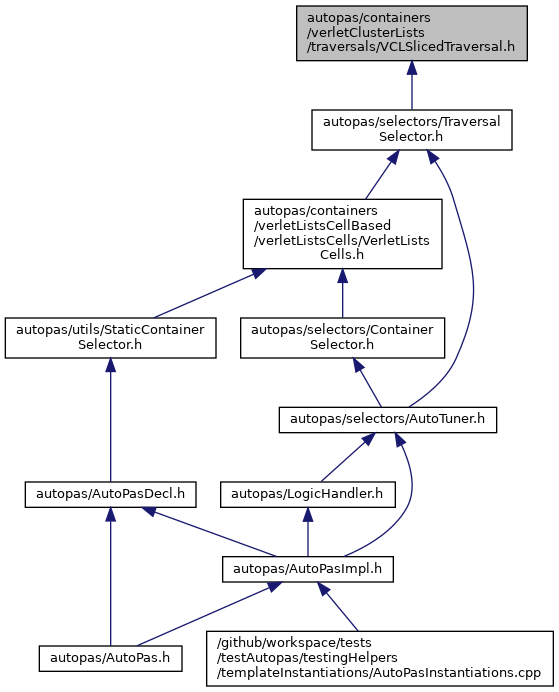 autopas/containers
/verletClusterLists
/traversals/VCLSlicedTraversal.h
autopas/selectors/Traversal
Selector.h
autopas/containers
/verletListsCellBased
/verletListsCells/VerletLists
Cells.h
autopas/utils/StaticContainer
Selector.h
autopas/selectors/Container
Selector.h
autopas/selectors/AutoTuner.h
autopas/AutoPasDecl.h
autopas/LogicHandler.h
autopas/AutoPasImpl.h
autopas/AutoPas.h
/github/workspace/tests
/testAutopas/testingHelpers
/templateInstantiations/AutoPasInstantiations.cpp